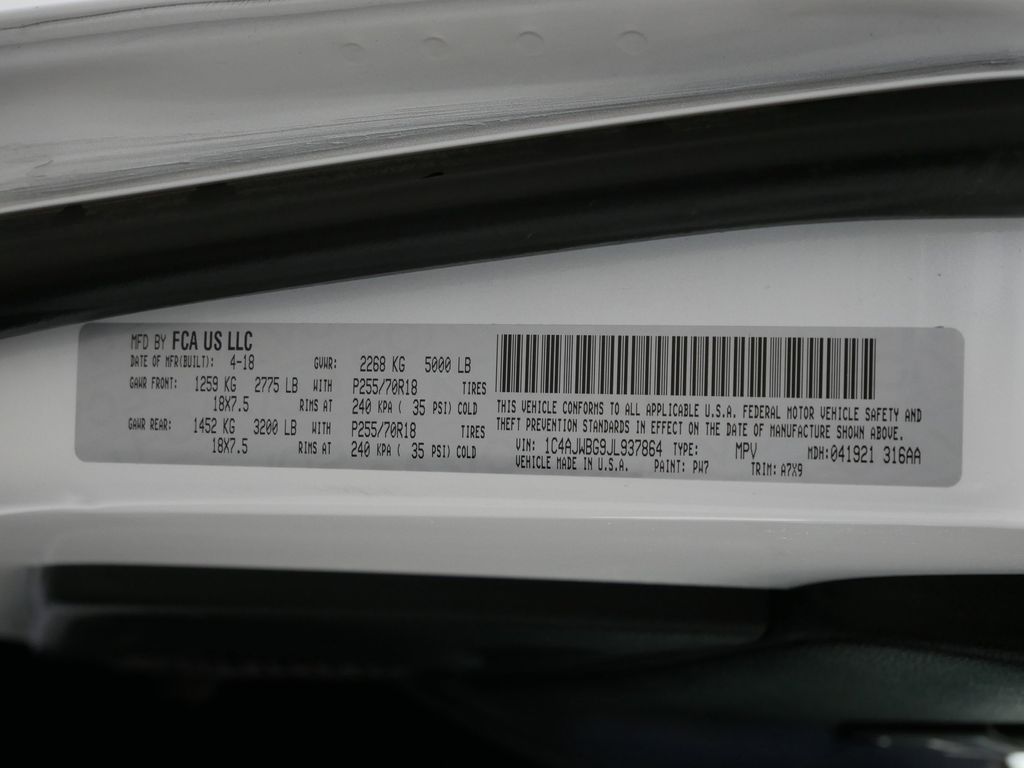 MFD BY FCA US LLC
DATE OF MFR(BUILT): 4-18 GVWR: 2268 KG 5000 LB
GAWR FRONT: 1259 KG 2775 LB WITH P255/70R18 TIRES
18X7.5 RIMS AT 240 KPA ( 35 PSI) COLD
GAWR REAR: 1452 KG 3200 LB WITH P255/70R18 TIRES
18X7.5 RIMS AT 240 KPA ( 35 PSI) COLD
THIS VEHICLE CONFORMS TO ALL APPLICABLE U.S.A. FEDERAL MOTOR VEHICLE SAFETY AND
THEFT PREVENTION STANDARDS IN EFFECT ON THE DATE OF MANUFACTURE SHOWN ABOVE.
VIN: 1C4AJWBG9JL937864 TYPE: MPV MDH:041921 316AA
VEHICLE MADE IN U.S.A. PAINT: PW7 TRIM: A7X9